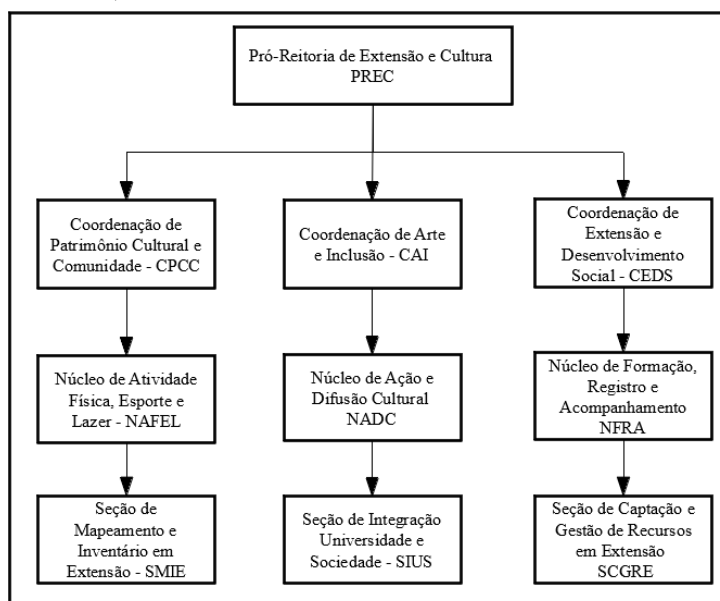 Pró-Reitoria de Extensão e Cultura
PREC
Coordenação de
Patrimônio Cultural e
Comunidade - CPCC
Coordenação de Arte
e Inclusão - CAI
Coordenação de
Extensão e
Desenvolvimento
Social - CEDS
Núcleo de Atividade
Física, Esporte e
Lazer - NAFEL
Núcleo de Ação e
Difusão Cultural
NADC
Núcleo de Formação,
Registro e
Acompanhamento
NFRA
Seção de
Mapeamento e
Inventário em
Extensão - SMIE
Seção de Integração
Universidade e
Sociedade - SIUS
Seção de Captação e
Gestão de Recursos
em Extensão
SCGRE